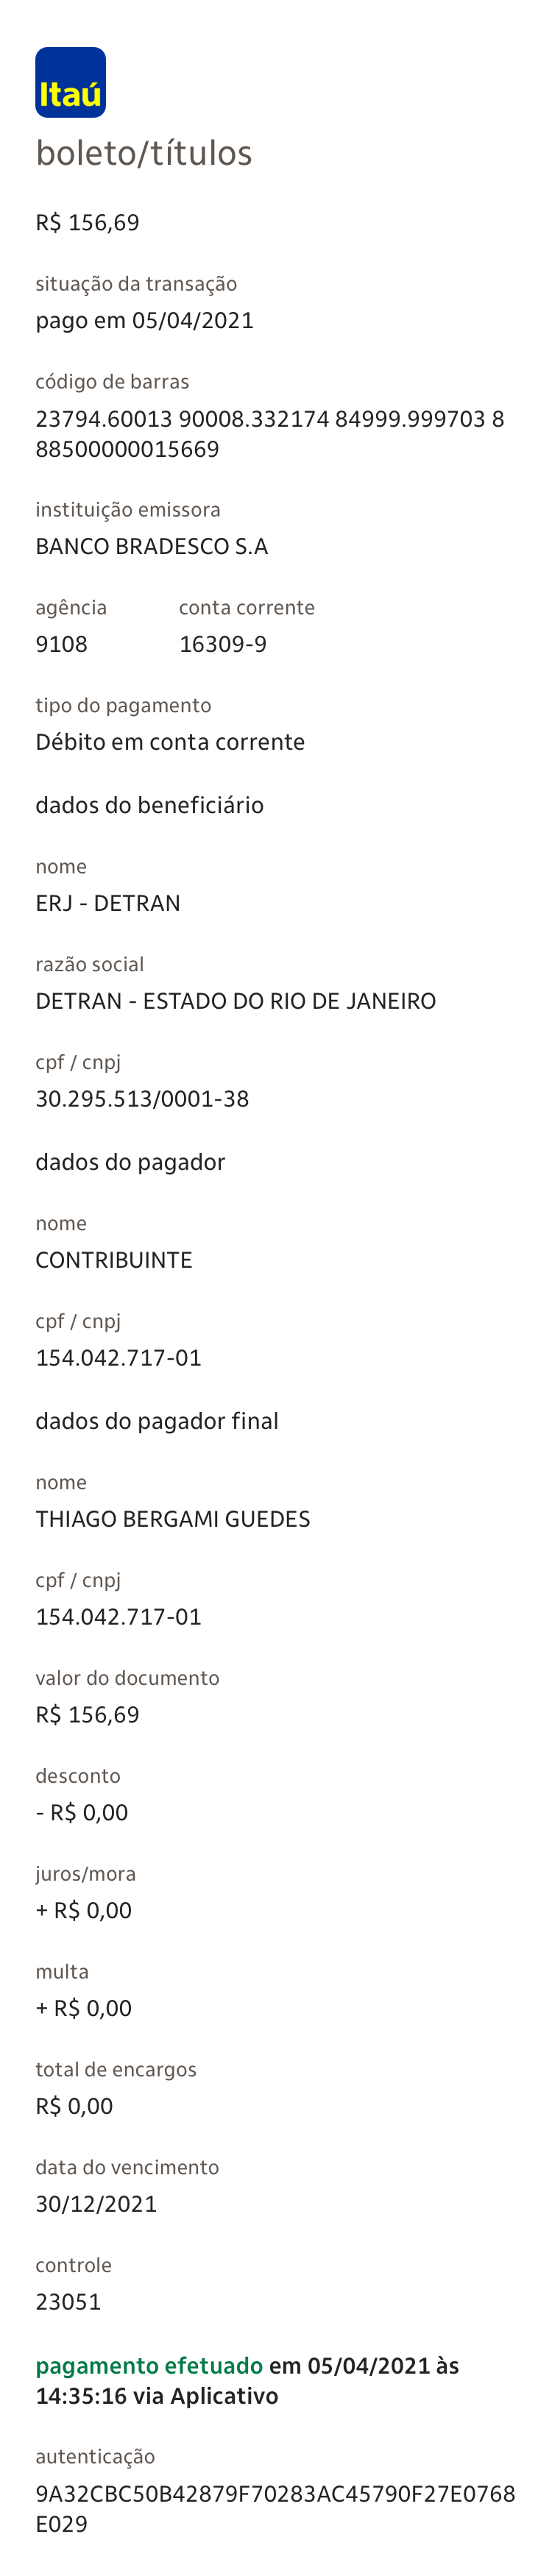 Itaú
boleto/títulos
R$ 156,69
situação da transação
pago em 05/04/2021
código de barras
23794.60013 90008.332174 84999.999703 8
88500000015669
instituição emissora
BANCO BRADESCO S.A
agência conta corrente
9108 16309-9
tipo do pagamento
Débito em conta corrente
dados do beneficiário
nome
ERJ - DETRAN
razão social
DETRAN - ESTADO DO RIO DE JANEIRO
cpf / cnpj
30.295.513/0001-38
dados do pagador
nome
CONTRIBUINTE
cpf / cnpj
154.042.717-01
dados do pagador final
nome
THIAGO BERGAMI GUEDES
cpf / cnpj
154.042.717-01
valor do documento
R$ 156,69
desconto
- R$ 0,00
juros/mora
+ R$ 0,00
multa
+ R$ 0,00
total de encargos
R$ 0,00
data do vencimento
30/12/2021
controle
23051
pagamento efetuado em 05/04/2021 às
14:35:16 via Aplicativo
autenticação
9A32CBC50B42879F70283AC45790F27E0768
E029